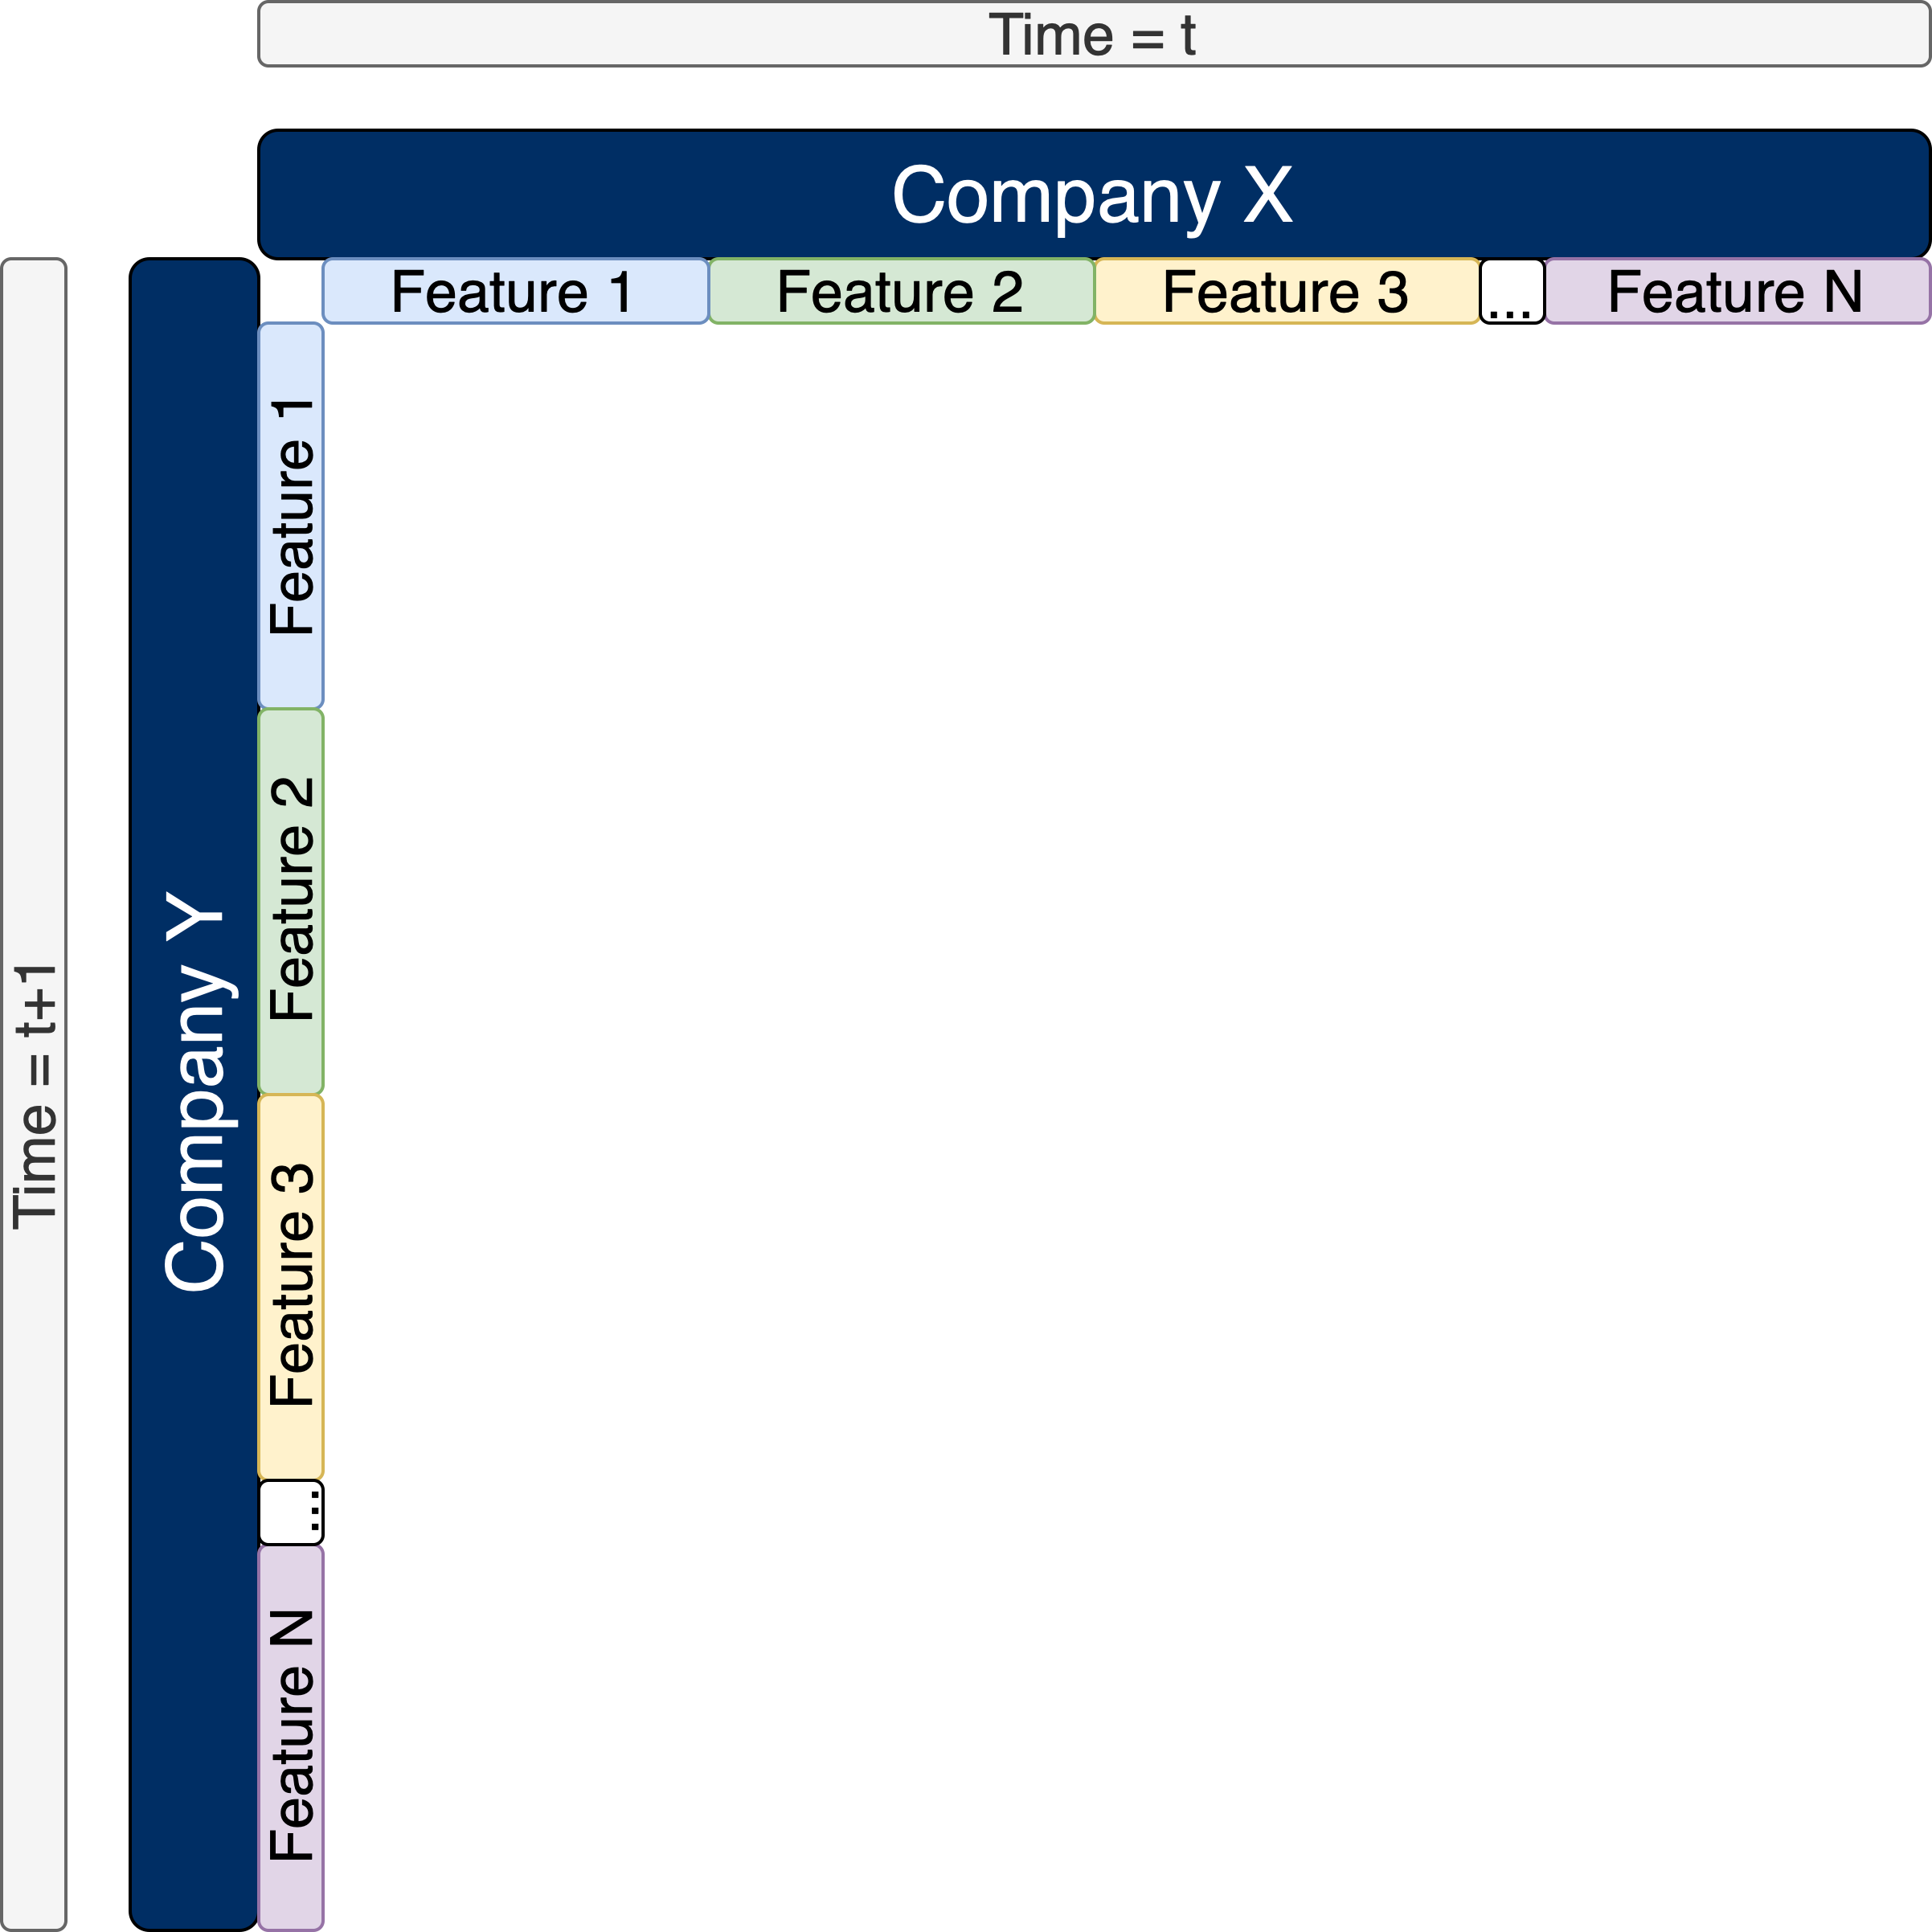 Time = t
Company X
Feature 1
Feature 2
Feature 3
...
Feature N
Time = t+1
Company Y
Feature 1
Feature 2
Feature 3
...
Feature N